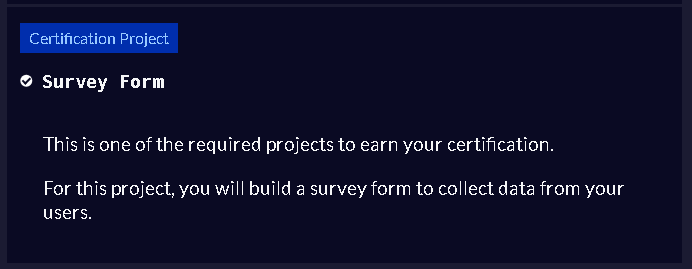 Certification Project
Survey Form
This is one of the required projects to earn your certification.
For this project, you will build a survey form to collect data from your
users.